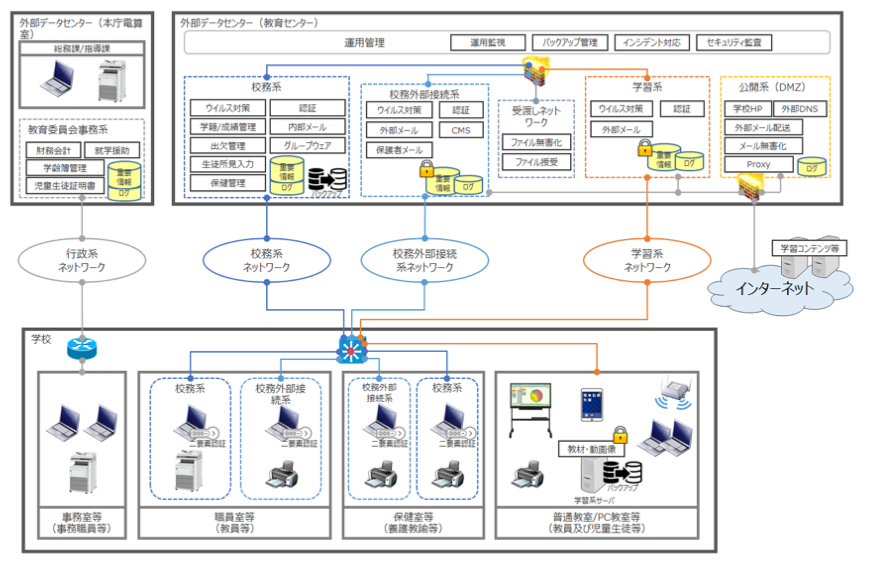 外部データセンター（本庁電算
室）
総務課/指導課
教育委員会事務系
財務会計
就学援助
学齢簿管理
児童生徒証明書
重要
情報
ログ
外部データセンター（教育センター）
運用管理
運用監視
バックアップ管理
インシデント対応
セキュリティ監査
校務系
ウイルス対策
認証
学籍/成績管理
内部メール
出欠管理
グループウェア
生徒所見入力
保健管理
重要
情報
ログ
バックアップ
校務外部接続系
ウイルス対策
認証
外部メール
CMS
保護者メール
重要
情報
ログ
受渡しネット
ワーク
ファイル無害化
ファイル授受
学習系
ウイルス対策
認証
外部メール
重要
情報
ログ
公開系（DMZ）
学校HP
外部DNS
外部メール配送
メール無害化
Proxy
ログ
行政系
ネットワーク
校務系
ネットワーク
校務外部接続
系ネットワーク
学習系
ネットワーク
学習コンテンツ等
インターネット
学校
事務室等
（事務職員等）
校務系
二要素認証
校務外部接
続系
二要素認証
職員室等
（教員等）
校務外部
接続系
二要素認証
校務系
二要素認証
保健室等
（養護教諭等）
教材・動画像
バックアップ
学習系サーバ
普通教室/PC教室等
（教員及び児童生徒等）